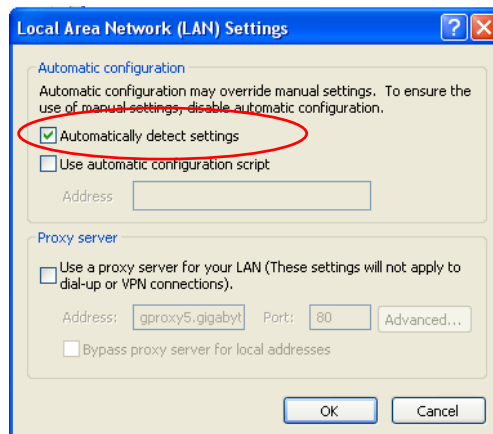 Local Area Network (LAN) Settings
Automatic configuration
Automatic configuration may override manual settings. To ensure the
use of manual settings, disable automatic configuration.
Automatically detect settings
Use automatic configuration script
Address
Proxy server
Use a proxy server for your LAN (These settings will not apply to
dial-up or VPN connections).
Address: gproxy5.gigabyt Port: 80 Advanced...
Bypass proxy server for local addresses
OK Cancel